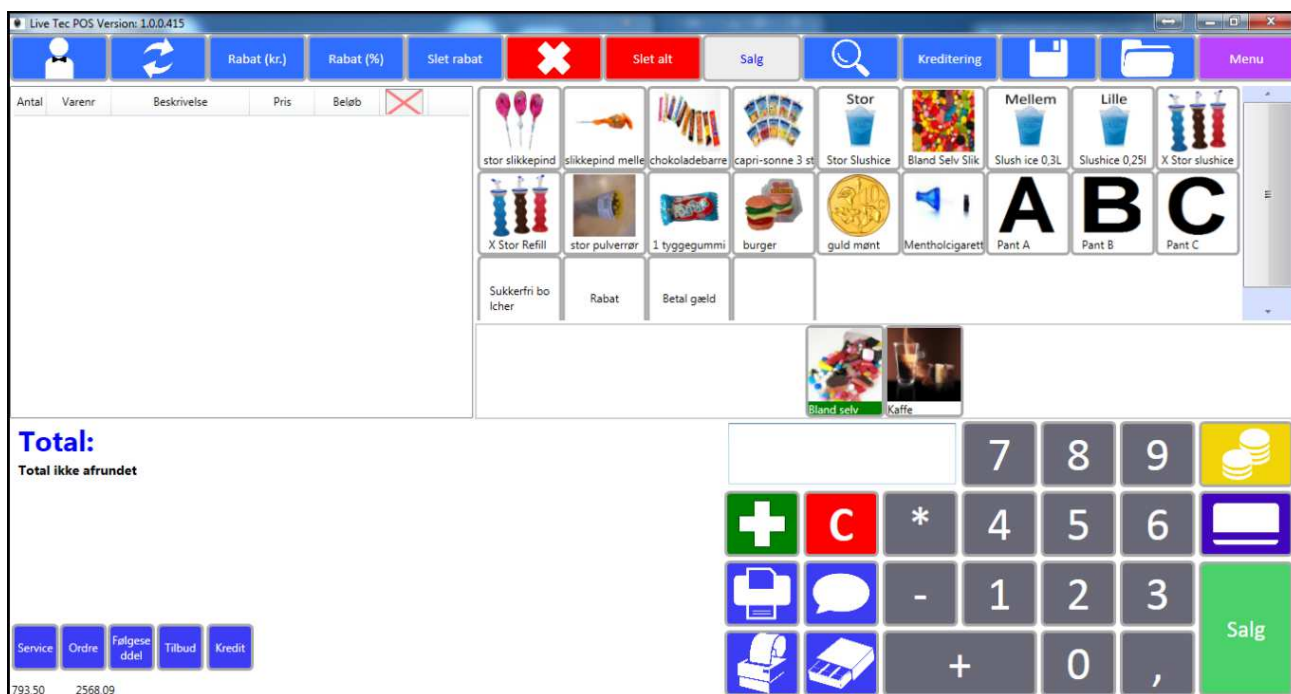 Live Tec POS Version: 1.0.0.415
Rabat (kr.) Rabat (%) Slet rabat Slet alt Salg Kreditering Menu
Antal Varenr Beskrivelse Pris Beløb
Stor Mellem Lille
stor slikkepind slikkepind melle chokoladebarre capri-sonne 3 st Stor Slushice Bland Selv Slik Slush ice 0,3L Slushice 0,25l X Stor slushice
A B C
X Stor Refill stor pulverrør 1 tyggegummi burger guld mønt Mentholcigarett Pant A Pant B Pant C
Sukkerfri bo
lcher
Rabat Betal gæld
Bland selv Kaffe
Total:
Total ikke afrundet
7 8 9
C * 4 5 6
- 1 2 3
Salg
+ 0 ,
Service Ordre Følgese
ddel Tilbud Kredit
793.50 2568.09